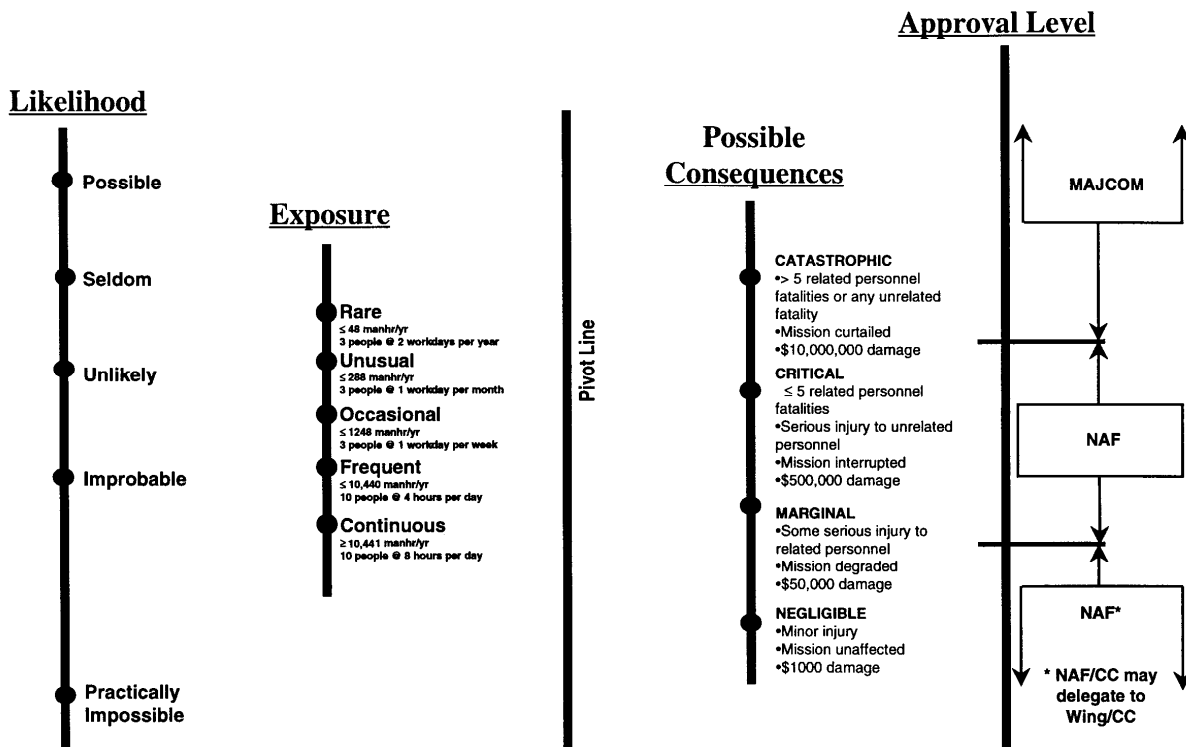 Likelihood
Possible
Seldom
Unlikely
Improbable
Practically
Impossible
Exposure
Rare
≤ 48 manhr/yr
3 people @ 2 workdays per year
Unusual
≤288 manhr/yr
3 people @ 1 workday per month
Occasional
≤1248 manhr/yr
3 people @ 1 workday per week
Frequent
≤ 10,440 manhr/yr
10 people @ 4 hours per day
Continuous
≥10,441 manhr/yr
10 people @ 8 hours per day
Pivot Line
Possible
Consequences
CATASTROPHIC
•> 5 related personnel
fatalities or any unrelated
fatality
•Mission curtailed
•$10,000,000 damage
CRITICAL
≤ 5 related personnel
fatalities
•Serious injury to unrelated
personnel
•Mission interrupted
•$500,000 damage
MARGINAL
•Some serious injury to
related personnel
•Mission degraded
•$50,000 damage
NEGLIGIBLE
•Minor injury
•Mission unaffected
•$1000 damage
Approval Level
MAJCOM
NAF
NAF*
* NAF/CC may
delegate to
Wing/CC